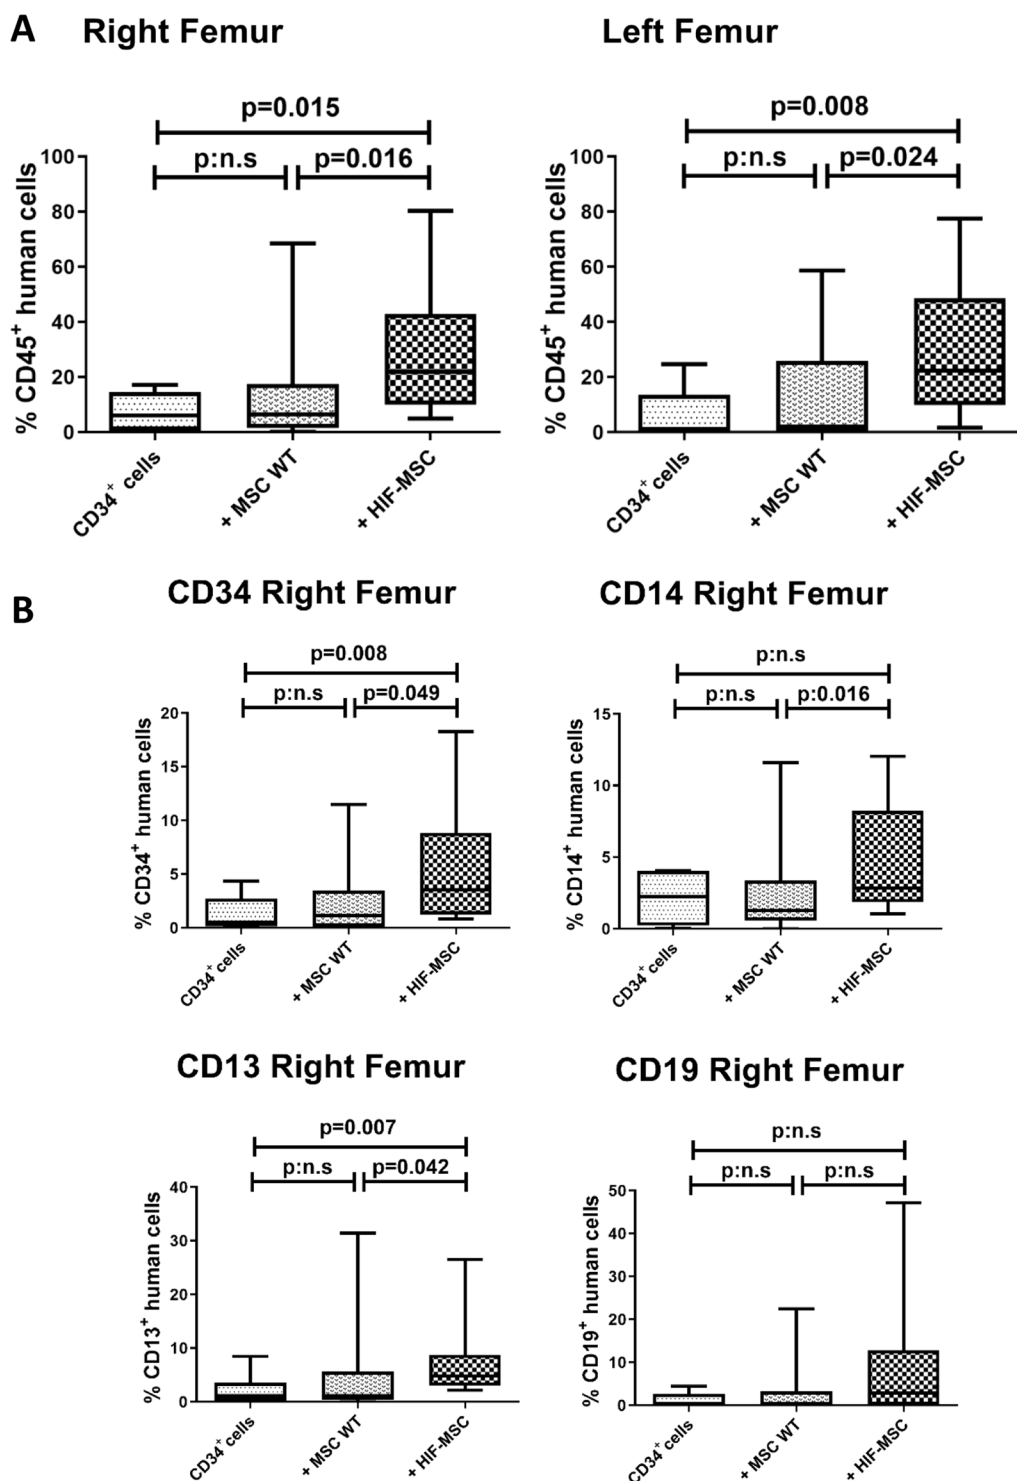 A
Right Femur
Left Femur
p=0.015
p:n.s
p=0.016
% CD45+ human cells
100
80
60
40
20
0
CD34+ cells
+ MSC WT
+ HIF-MSC
p=0.008
p:n.s
p=0.024
% CD45+ human cells
100
80
60
40
20
0
CD34+ cells
+ MSC WT
+ HIF-MSC
B
CD34 Right Femur
CD14 Right Femur
p=0.008
p:n.s
p=0.049
% CD34+ human cells
20
15
10
5
0
CD34+ cells
+ MSC WT
+ HIF-MSC
p:n.s
p:n.s
p:0.016
% CD14+ human cells
15
10
5
0
CD34+ cells
+ MSC WT
+ HIF-MSC
CD13 Right Femur
CD19 Right Femur
p=0.007
p:n.s
p=0.042
% CD13+ human cells
40
30
20
10
0
CD34+ cells
+ MSC WT
+ HIF-MSC
p:n.s
p:n.s
p:n.s
% CD19+ human cells
50
40
30
20
10
0
CD34+ cells
+ MSC WT
+ HIF-MSC